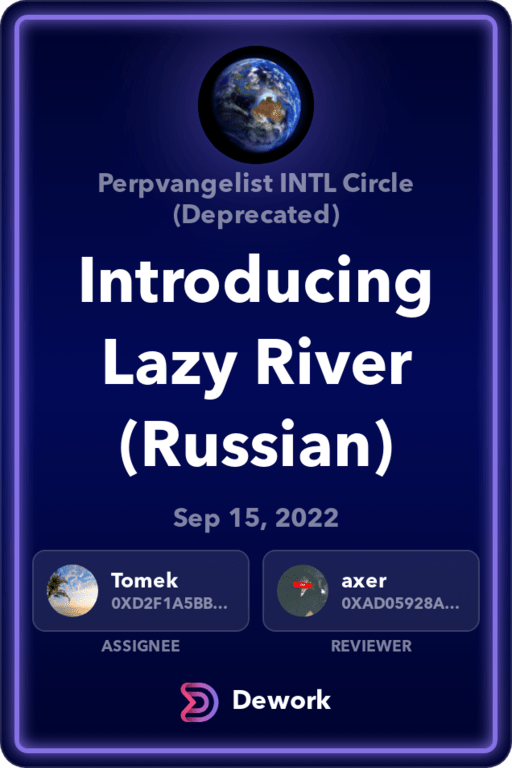 Perpvangelist INTL Circle
(Deprecated)
Introducing
Lazy River
(Russian)
Sep 15, 2022
Tomek
0XD2F1A5BB...
ASSIGNEE
axer
0XAD05928A...
REVIEWER
Dework